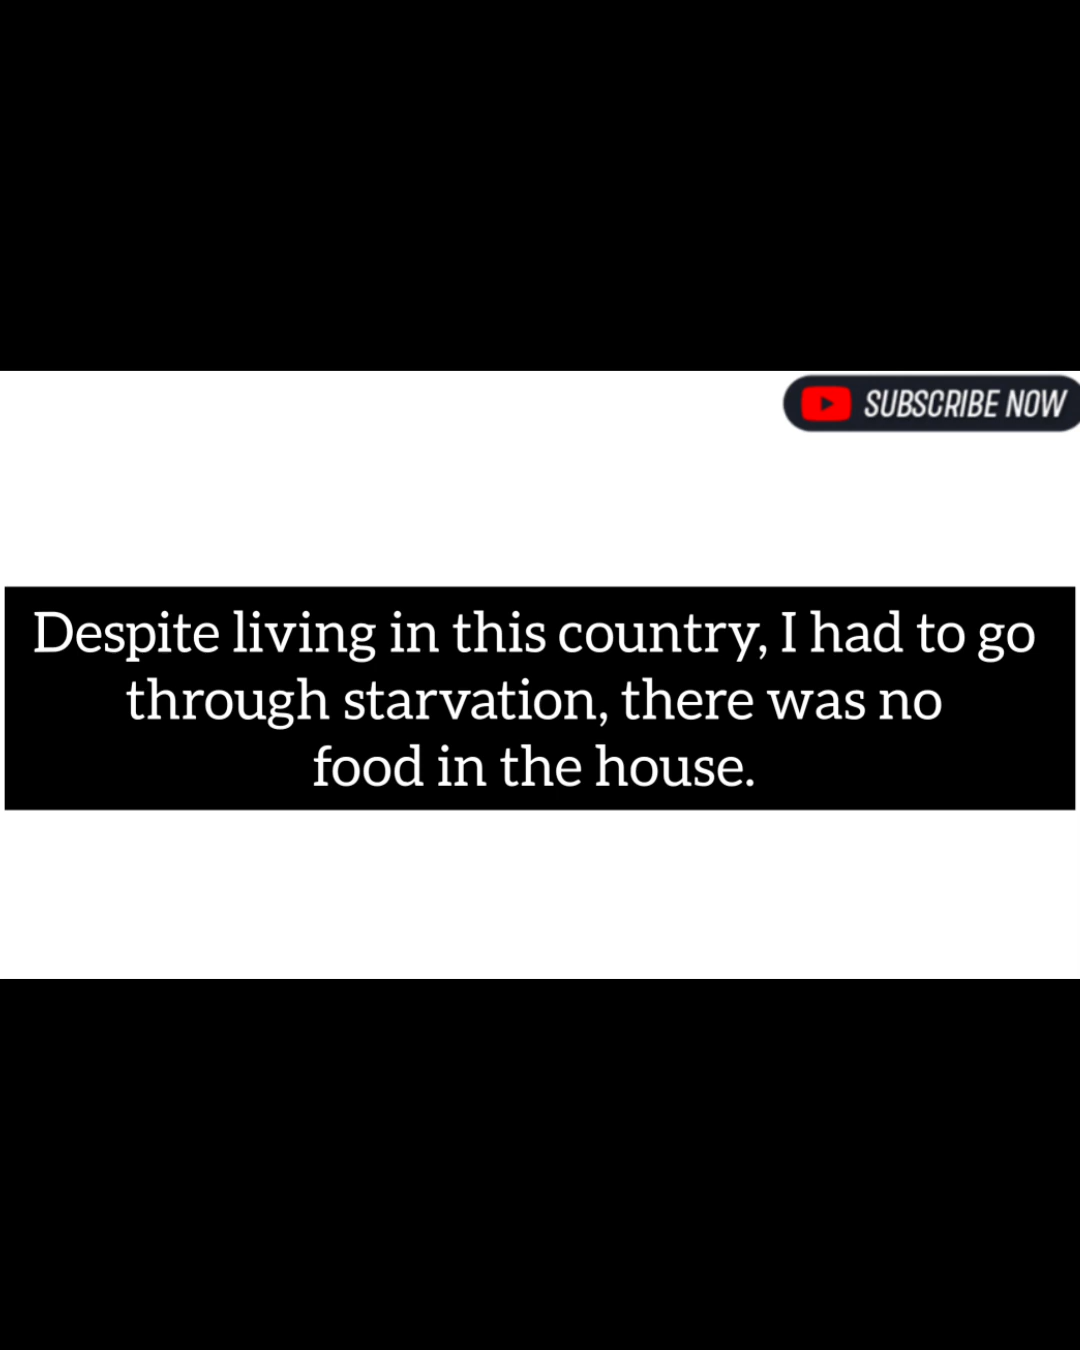 SUBSCRIBE NOW
Despite living in this country, I had to go
through starvation, there was no
food in the house.